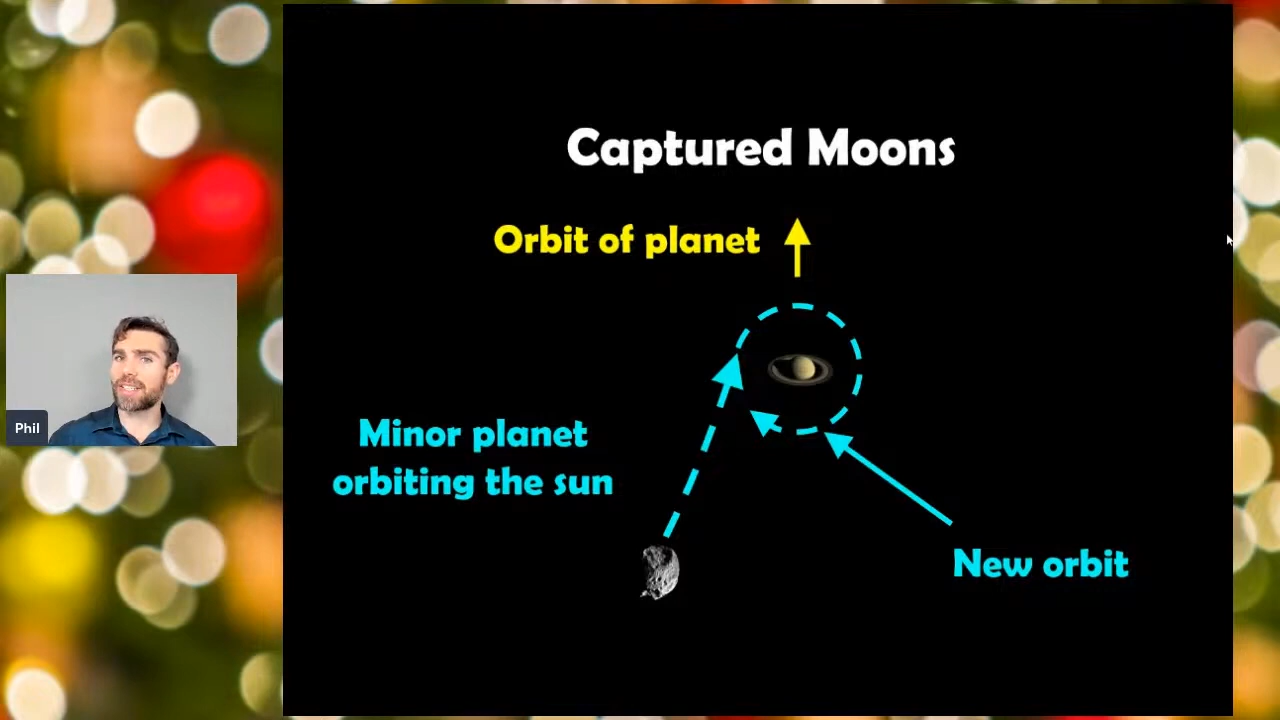 Captured Moons
Orbit of planet
Minor planet
orbiting the sun
New orbit
Phil